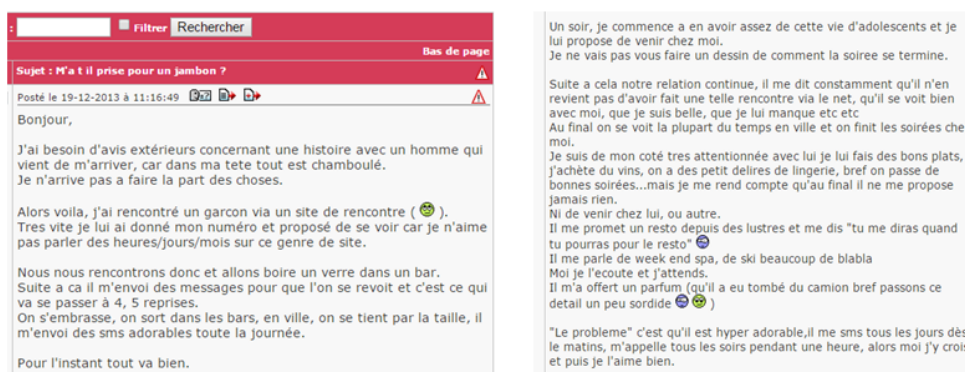 :
Filtrer Rechercher
Bas de page
Sujet : M'a t il prise pour un jambon ?
Posté le 19-12-2013 à 11:16:49
Bonjour,
J'ai besoin d'avis extérieurs concernant une histoire avec un homme qui
vient de m'arriver, car dans ma tete tout est chamboulé.
Je n'arrive pas a faire la part des choses.
Alors voila, j'ai rencontré un garcon via un site de rencontre ( ).
Tres vite je lui ai donné mon numéro et proposé de se voir car je n'aime
pas parler des heures/jours/mois sur ce genre de site.
Nous nous rencontrons donc et allons boire un verre dans un bar.
Suite a ca il m'envoi des messages pour que l'on se revoit et c'est ce qui
va se passer à 4, 5 reprises.
On s'embrasse, on sort dans les bars, en ville, on se tient par la taille, il
m'envoi des sms adorables toute la journée.
Pour l'instant tout va bien.
Un soir, je commence a en avoir assez de cette vie d'adolescents et je
lui propose de venir chez moi.
Je ne vais pas vous faire un dessin de comment la soiree se termine.
Suite a cela notre relation continue, il me dit constamment qu'il n'en
revient pas d'avoir fait une telle rencontre via le net, qu'il se voit bien
avec moi, que je suis belle, que je lui manque etc etc
Au final on se voit la plupart du temps en ville et on finit les soirées che
moi.
Je suis de mon coté tres attentionnée avec lui je lui fais des bons plats,
j'achète du vins, on a des petit delires de lingerie, bref on passe de
bonnes soirées...mais je me rend compte qu'au final il ne me propose
jamais rien.
Ni de venir chez lui, ou autre.
Il me promet un resto depuis des lustres et me dis "tu me diras quand
tu pourras pour le resto"
Il me parle de week end spa, de ski beaucoup de blabla
Moi je l'ecoute et j'attends.
Il m'a offert un parfum (qu'il a eu tombé du camion bref passons ce
detail un peu sordide )
"Le probleme" c'est qu'il est hyper adorable,il me sms tous les jours dès
le matins, m'appelle tous les soirs pendant une heure, alors moi j'y crois
et puis je l'aime bien.